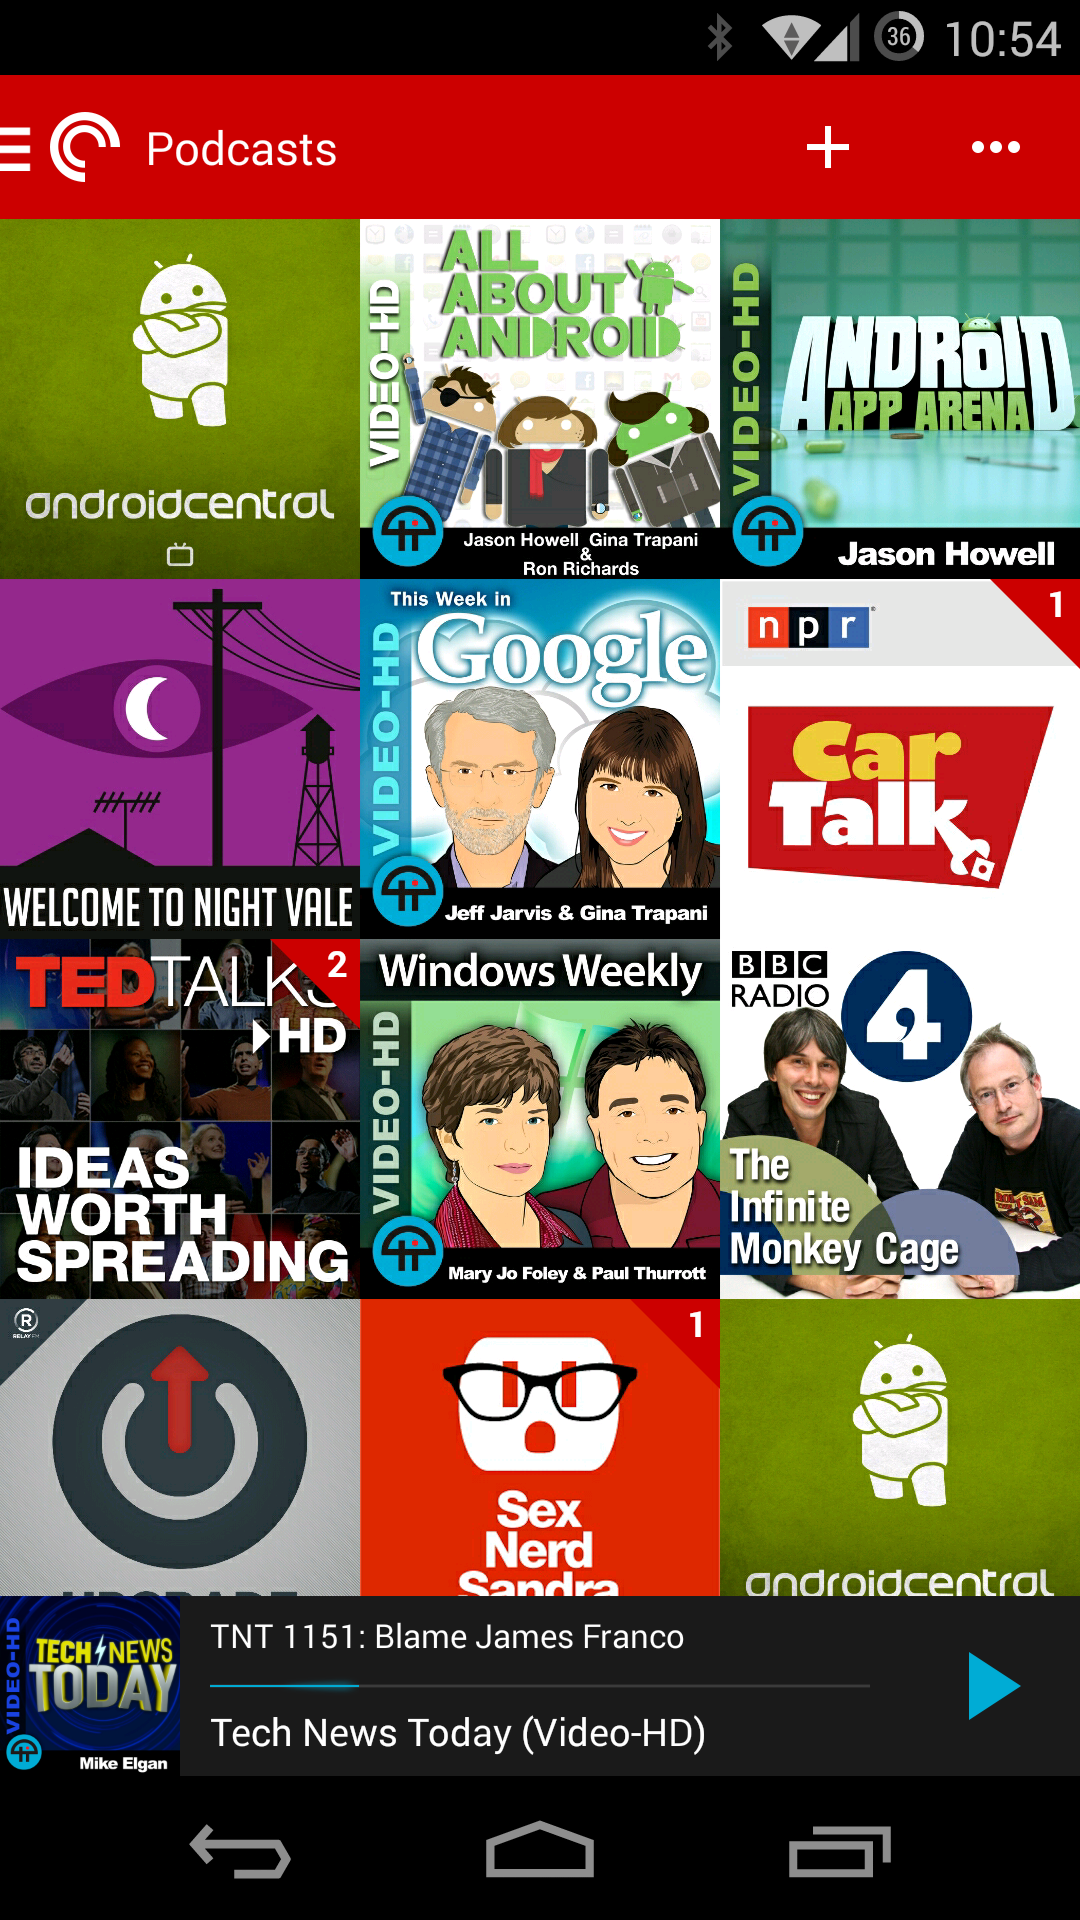 36 10:54
Podcasts
androidcentral
VIDEO-HD
ALL
ABOUT
ANDROID
Jason Howell Gina Trapani
&
Ron Richards
VIDEO-HD
ANDROID
APP ARENA
Jason Howell
WELCOME TO NIGHT VALE
This Week in
Google
VIDEO-HD
Jeff Jarvis & Gina Trapani
npr
1
Car
Talk
TEDTALKS
2
HD
IDEAS
WORTH
SPREADING
Windows Weekly
VIDEO-HD
Mary Jo Foley & Paul Thurrott
BBC
RADIO
4
The
Infinite
Monkey Cage
R
RELAY FM
UPGRADE
1
Sex
Nerd
Sandra
androidcentral
VIDEO-HD
TECH NEWS
TODAY
Mike Elgan
TNT 1151: Blame James Franco
Tech News Today (Video-HD)